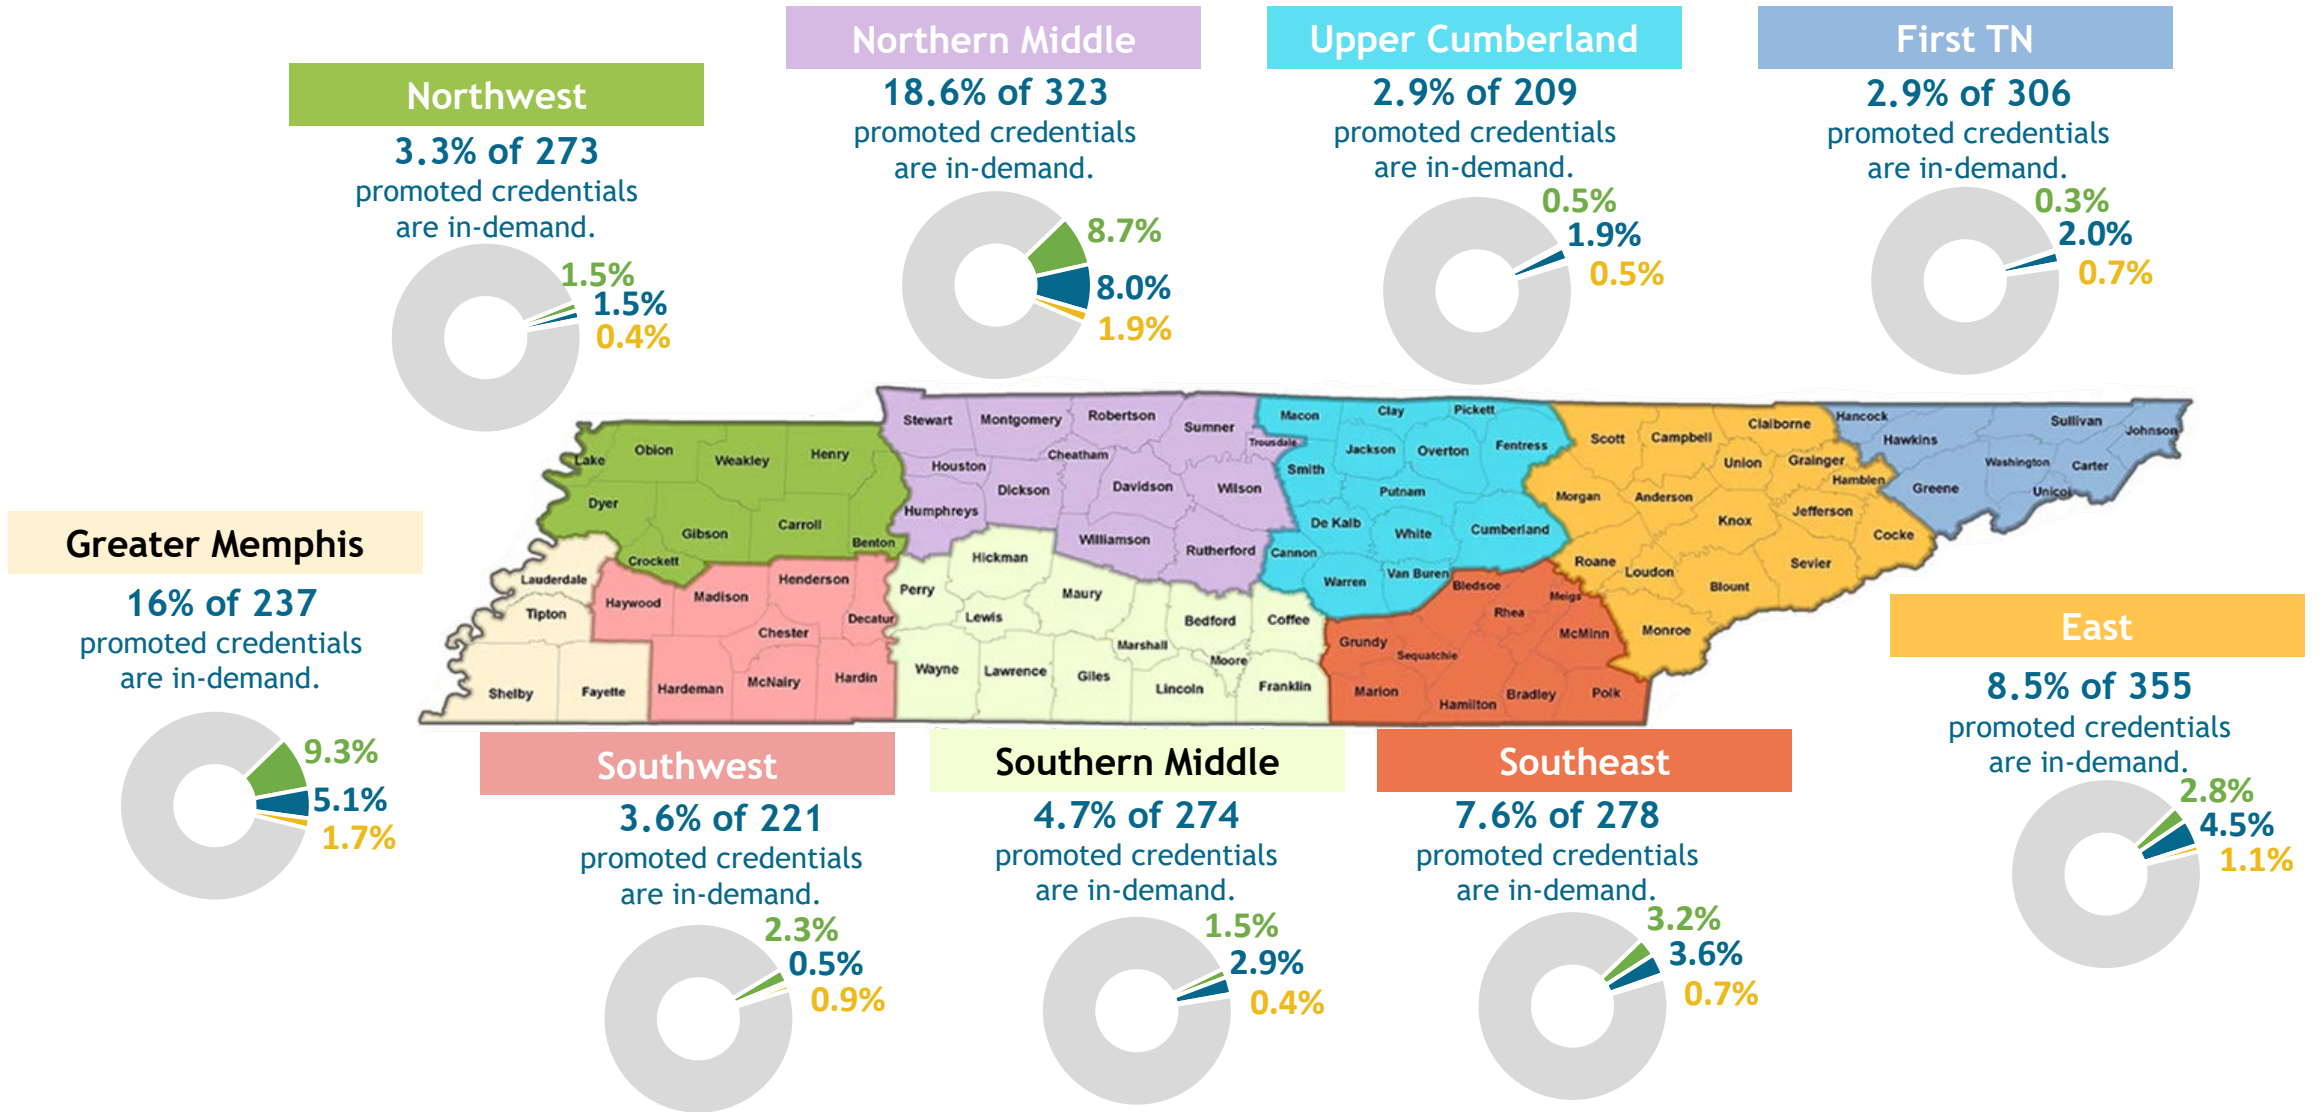 Northwest
3.3% of 273
promoted credentials
are in-demand.
1.5%
1.5%
0.4%
Northern Middle
18.6% of 323
promoted credentials
are in-demand.
8.7%
8.0%
1.9%
Upper Cumberland
2.9% of 209
promoted credentials
are in-demand.
0.5%
1.9%
0.5%
First TN
2.9% of 306
promoted credentials
are in-demand.
0.3%
2.0%
0.7%
Greater Memphis
16% of 237
promoted credentials
are in-demand.
9.3%
5.1%
1.7%
Lake
Obion
Weakley
Henry
Dyer
Gibson
Carroll
Benton
Crockett
Stewart
Montgomery
Robertson
Sumner
Trousdale
Houston
Cheatham
Dickson
Davidson
Wilson
Humphreys
Williamson
Rutherford
Macon
Clay
Pickett
Jackson
Overton
Fentress
Smith
Putnam
De Kalb
White
Cumberland
Cannon
Warren
Van Buren
Scott
Campbell
Claiborne
Union
Grainger
Hamblen
Morgan
Anderson
Knox
Jefferson
Cocke
Roane
Loudon
Blount
Sevier
Monroe
Hancock
Hawkins
Sullivan
Johnson
Washington
Carter
Greene
Unicoi
Lauderdale
Tipton
Shelby
Fayette
Haywood
Madison
Henderson
Decatur
Chester
Hardeman
McNairy
Hardin
Hickman
Perry
Lewis
Maury
Marshall
Bedford
Coffee
Moore
Wayne
Lawrence
Giles
Lincoln
Franklin
Bledsoe
Rhea
Meigs
McMinn
Grundy
Sequatchie
Marion
Hamilton
Bradley
Polk
East
8.5% of 355
promoted credentials
are in-demand.
2.8%
4.5%
1.1%
Southwest
3.6% of 221
promoted credentials
are in-demand.
2.3%
0.5%
0.9%
Southern Middle
4.7% of 274
promoted credentials
are in-demand.
1.5%
2.9%
0.4%
Southeast
7.6% of 278
promoted credentials
are in-demand.
3.2%
3.6%
0.7%